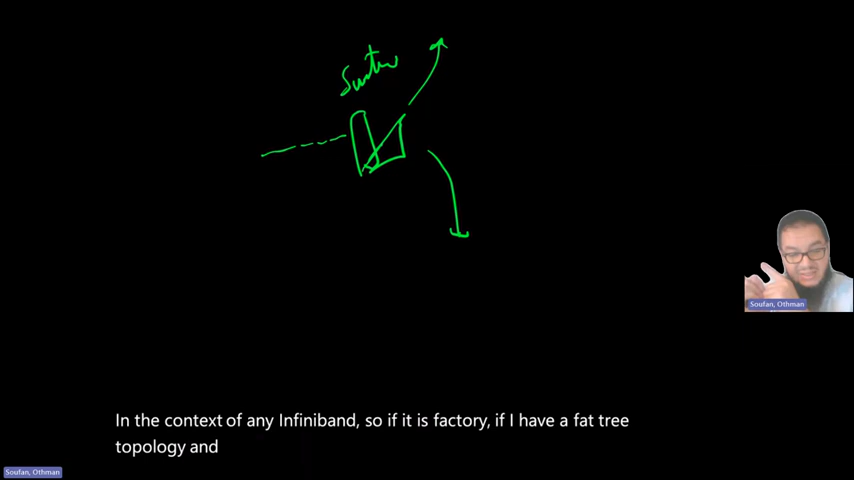 Soufan, Othman
In the context of any Infiniband, so if it is factory, if I have a fat tree
topology and
Soufan, Othman